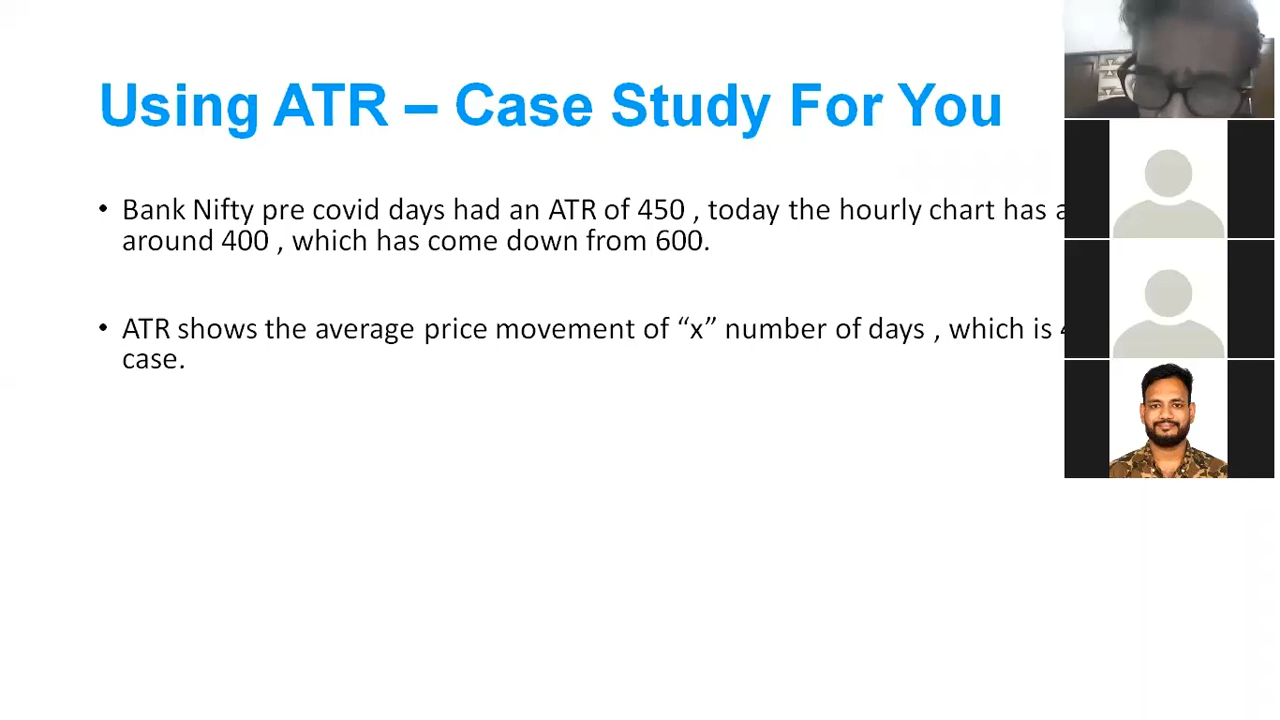 Using ATR – Case Study For You
• Bank Nifty pre covid days had an ATR of 450 , today the hourly chart has
around 400 , which has come down from 600.
• ATR shows the average price movement of “x” number of days , which is
case.